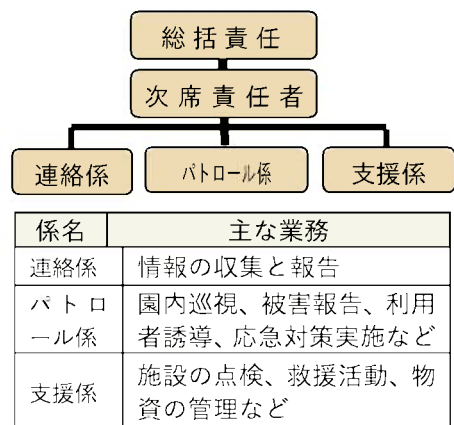 総括責任
次席責任者
連絡係 パトロール係 支援係
係名 主な業務
連絡係 情報の収集と報告
パトロ 園内巡視、被害報告、利用
ール係 者誘導、応急対策実施など
支援係 施設の点検、救援活動、物
資の管理など